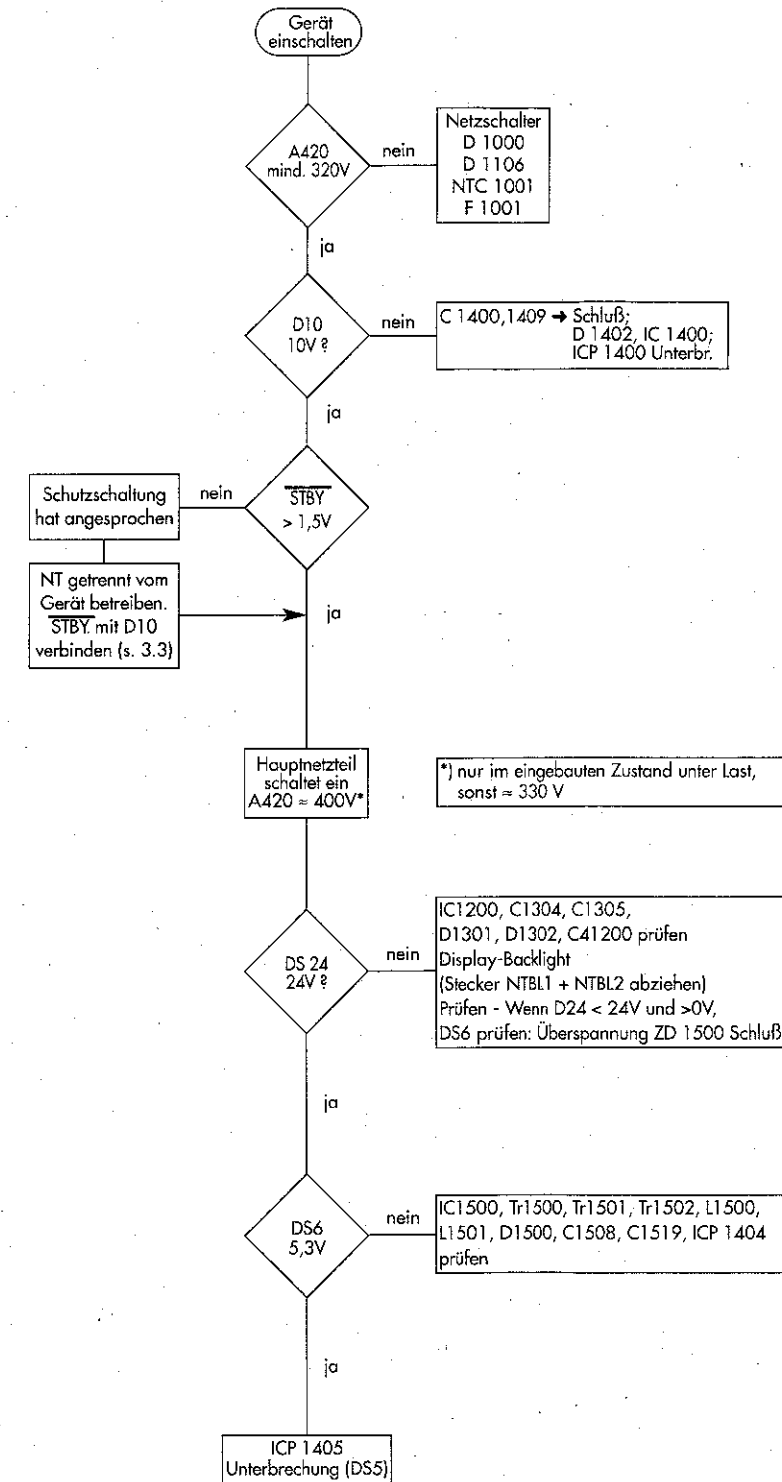 Gerät
einschalten
A420
mind. 320V
nein
Netzschalter
D 1000
D 1106
NTC 1001
F 1001
ja
D10
10V ?
nein
C 1400,1409 → Schluß;
D 1402, IC 1400;
ICP 1400 Unterbr.
ja
STBY
> 1,5V
nein
Schutzschaltung
hat angesprochen
NT getrennt vom
Gerät betreiben.
STBY mit D10
verbinden (s. 3.3)
ja
Hauptnetzteil
schaltet ein
A420 ≈ 400V*
*) nur im eingebauten Zustand unter Last,
sonst ≈ 330 V
DS 24
24V ?
nein
IC1200, C1304, C1305,
D1301, D1302, C41200 prüfen
Display-Backlight
(Stecker NTBL1 + NTBL2 abziehen)
Prüfen - Wenn D24 < 24V und >0V,
DS6 prüfen: Überspannung ZD 1500 Schluß
ja
DS6
5,3V
nein
IC1500, Tr1500, Tr1501, Tr1502, L1500,
L1501, D1500, C1508, C1519, ICP 1404
prüfen
ja
ICP 1405
Unterbrechung (DS5)